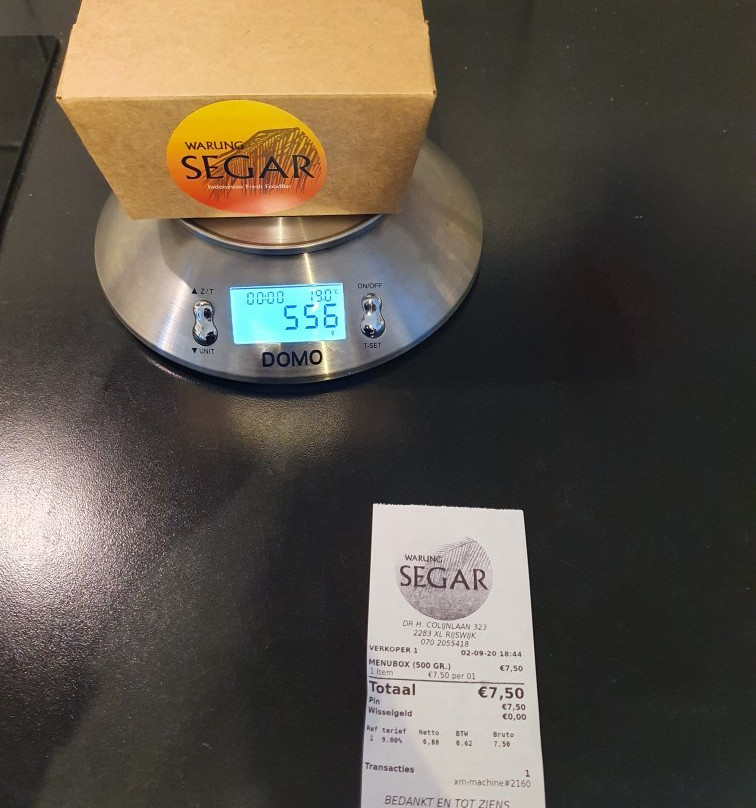 WARUNG
SEGAR
Indonesian Fresh Foodbar
▲ Z/T
▼ UNIT
00:00 19.0°C
556
g
ON/OFF
T-SET
DOMO
WARUNG
SEGAR
DR.H. COLIJNLAAN 323
2283 XL RIJSWIJK
070 2055418
VERKOPER 1 02-09-20 18:44
MENUBOX (500 GR.) €7,50
1 Item €7,50 per 01
Totaal €7,50
Pin €7,50
Wisselgeld €0,00
Ref tarief Netto BTW Bruto
1 9.00% 6,88 0.62 7.50
Transacties 1
xm-machine#2160
BEDANKT EN TOT ZIENS